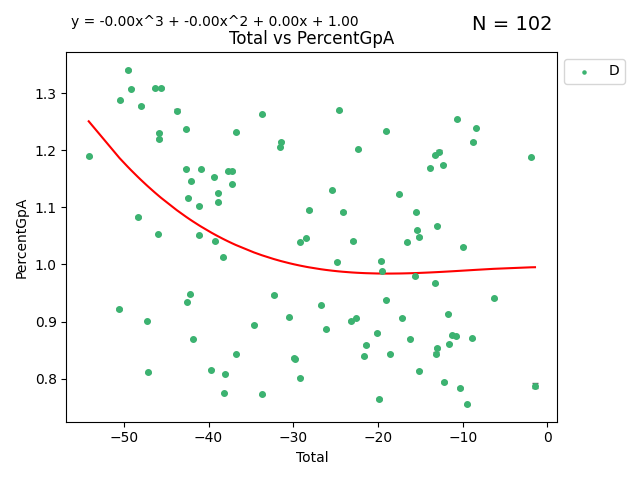 y = -0.00x^3 + -0.00x^2 + 0.00x + 1.00
N = 102
Total vs PercentGpA
D
PercentGpA
1.3
1.2
1.1
1.0
0.9
0.8
−50
−40
−30
−20
−10
0
Total